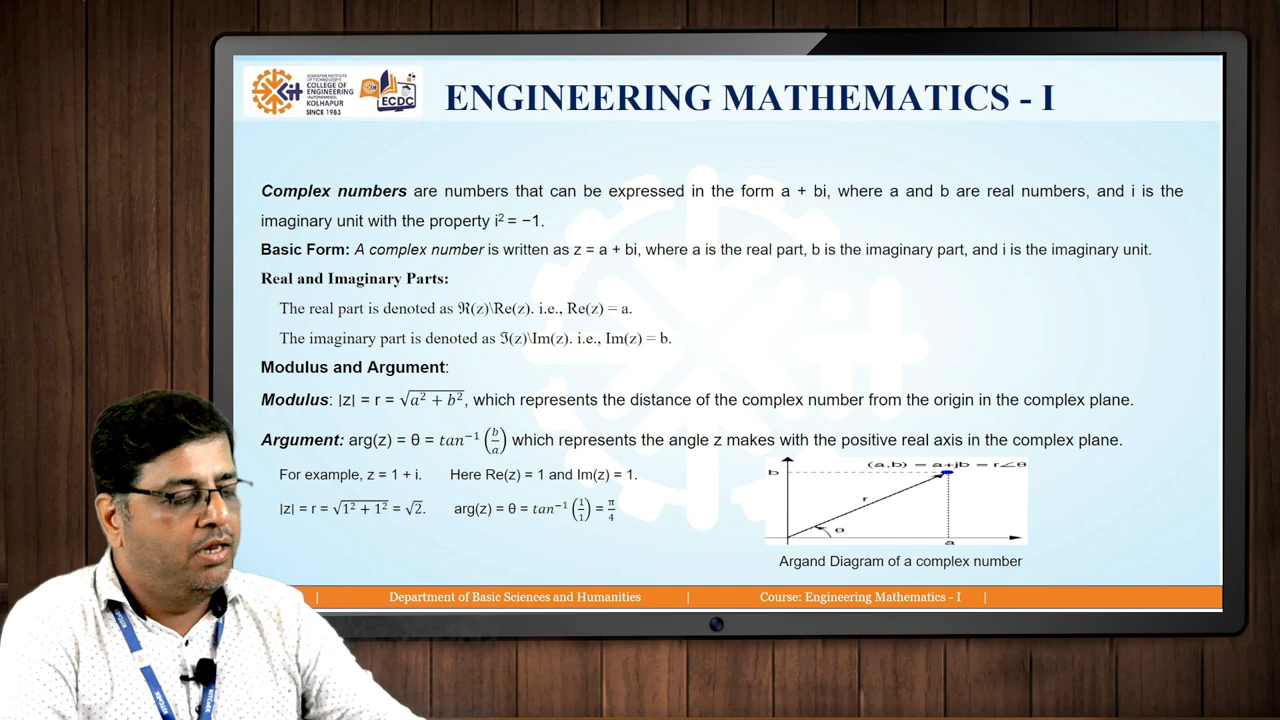 KOLHAPUR INSTITUTE
OF TECHNOLOGY'S
COLLEGE OF
ENGINEERING
(AUTONOMOUS)
KOLHAPUR
SINCE 1983
ECDC
ENGINEERING MATHEMATICS - I
Complex numbers are numbers that can be expressed in the form a + bi, where a and b are real numbers, and i is the
imaginary unit with the property i² = −1.
Basic Form: A complex number is written as z = a + bi, where a is the real part, b is the imaginary part, and i is the imaginary unit.
Real and Imaginary Parts:
The real part is denoted as ℜ(z)\Re(z). i.e., Re(z) = a.
The imaginary part is denoted as ℑ(z)\Im(z). i.e., Im(z) = b.
Modulus and Argument:
Modulus: |z| = r = √(a² + b²), which represents the distance of the complex number from the origin in the complex plane.
Argument: arg(z) = θ = tan⁻¹ (b/a) which represents the angle z makes with the positive real axis in the complex plane.
For example, z = 1 + i. Here Re(z) = 1 and Im(z) = 1.
|z| = r = √(1² + 1²) = √2. arg(z) = θ = tan⁻¹ (1/1) = π/4
(a,b) = a+jb = r∠θ
b
r
θ
a
Argand Diagram of a complex number
| Department of Basic Sciences and Humanities | Course: Engineering Mathematics - I |